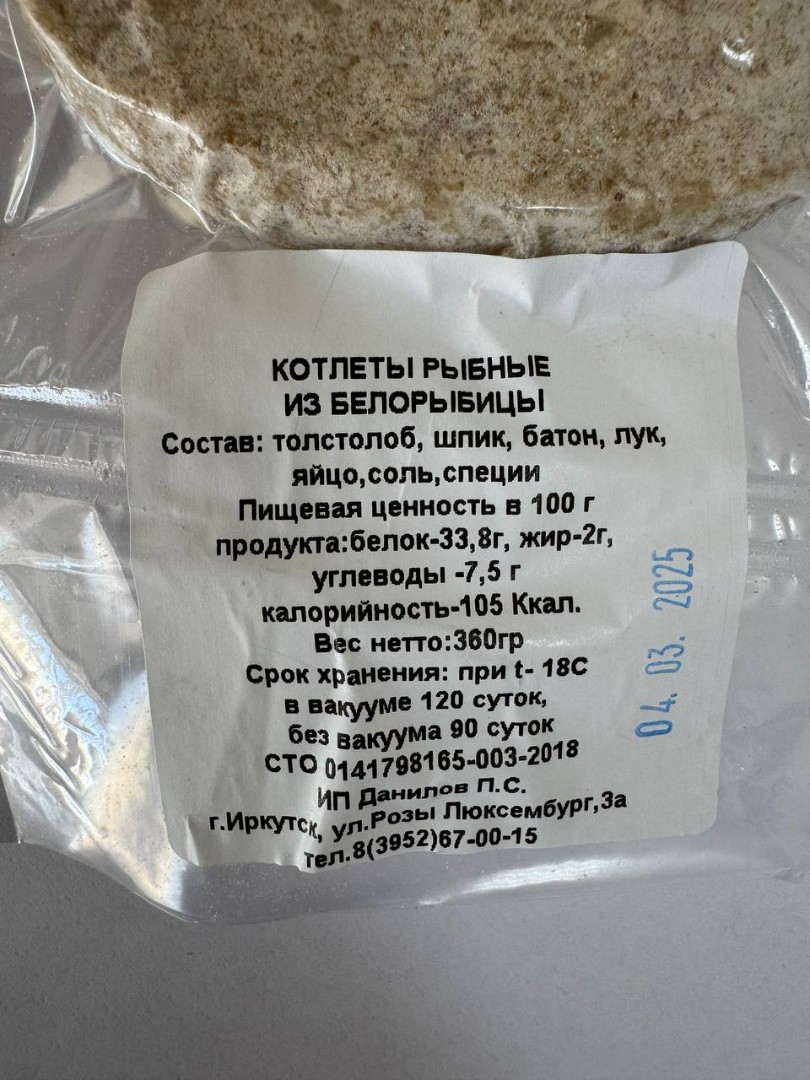 КОТЛЕТЫ РЫБНЫЕ
ИЗ БЕЛОРЫБИЦЫ
Состав: толстолоб, шпик, батон, лук,
яйцо,соль,специи
Пищевая ценность в 100 г
продукта:белок-33,8г, жир-2г,
углеводы -7,5 г
калорийность-105 Ккал.
Вес нетто:360гр
Срок хранения: при t- 18С
в вакууме 120 суток,
без вакуума 90 суток
СТО 0141798165-003-2018
ИП Данилов П.С.
г.Иркутск, ул.Розы Люксембург,3а
тел.8(3952)67-00-15
04. 03. 2025